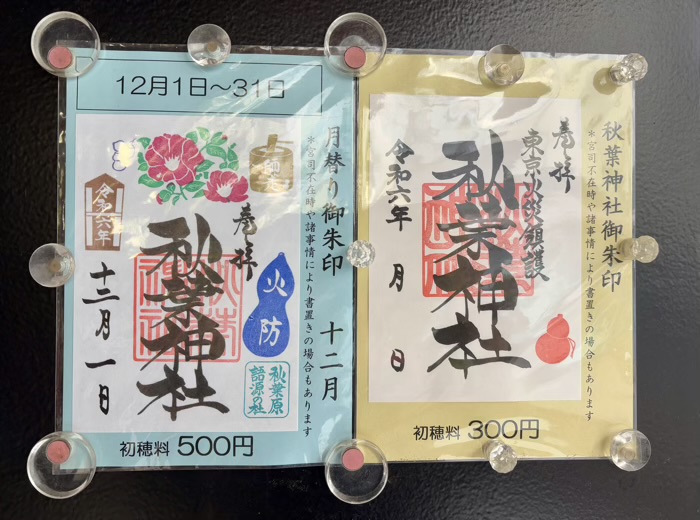 12月1日～31日
月替り御朱印 十二月
＊宮司不在時や諸事情により書置きの場合もあります
奉拝
秋葉神社
令和六年
十二月一日
火防
秋葉原
語源の社
初穂料 500円
秋葉神社御朱印
＊宮司不在時や諸事情により書置きの場合もあります
奉拝
東京火災鎮護
秋葉神社
令和六年 月 日
初穂料 300円